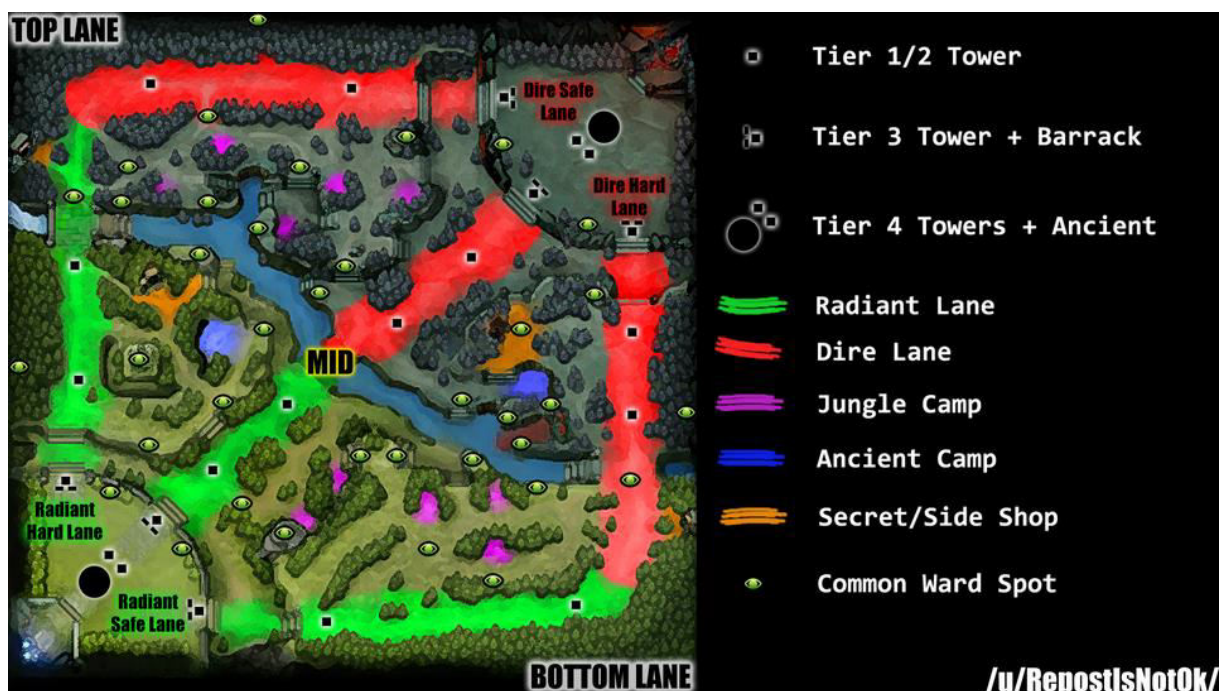 TOP LANE
Dire Safe
Lane
Dire Hard
Lane
MID
Radiant
Hard Lane
Radiant
Safe Lane
BOTTOM LANE
Tier 1/2 Tower
Tier 3 Tower + Barrack
Tier 4 Towers + Ancient
Radiant Lane
Dire Lane
Jungle Camp
Ancient Camp
Secret/Side Shop
Common Ward Spot
/u/RepostIsNotOk/